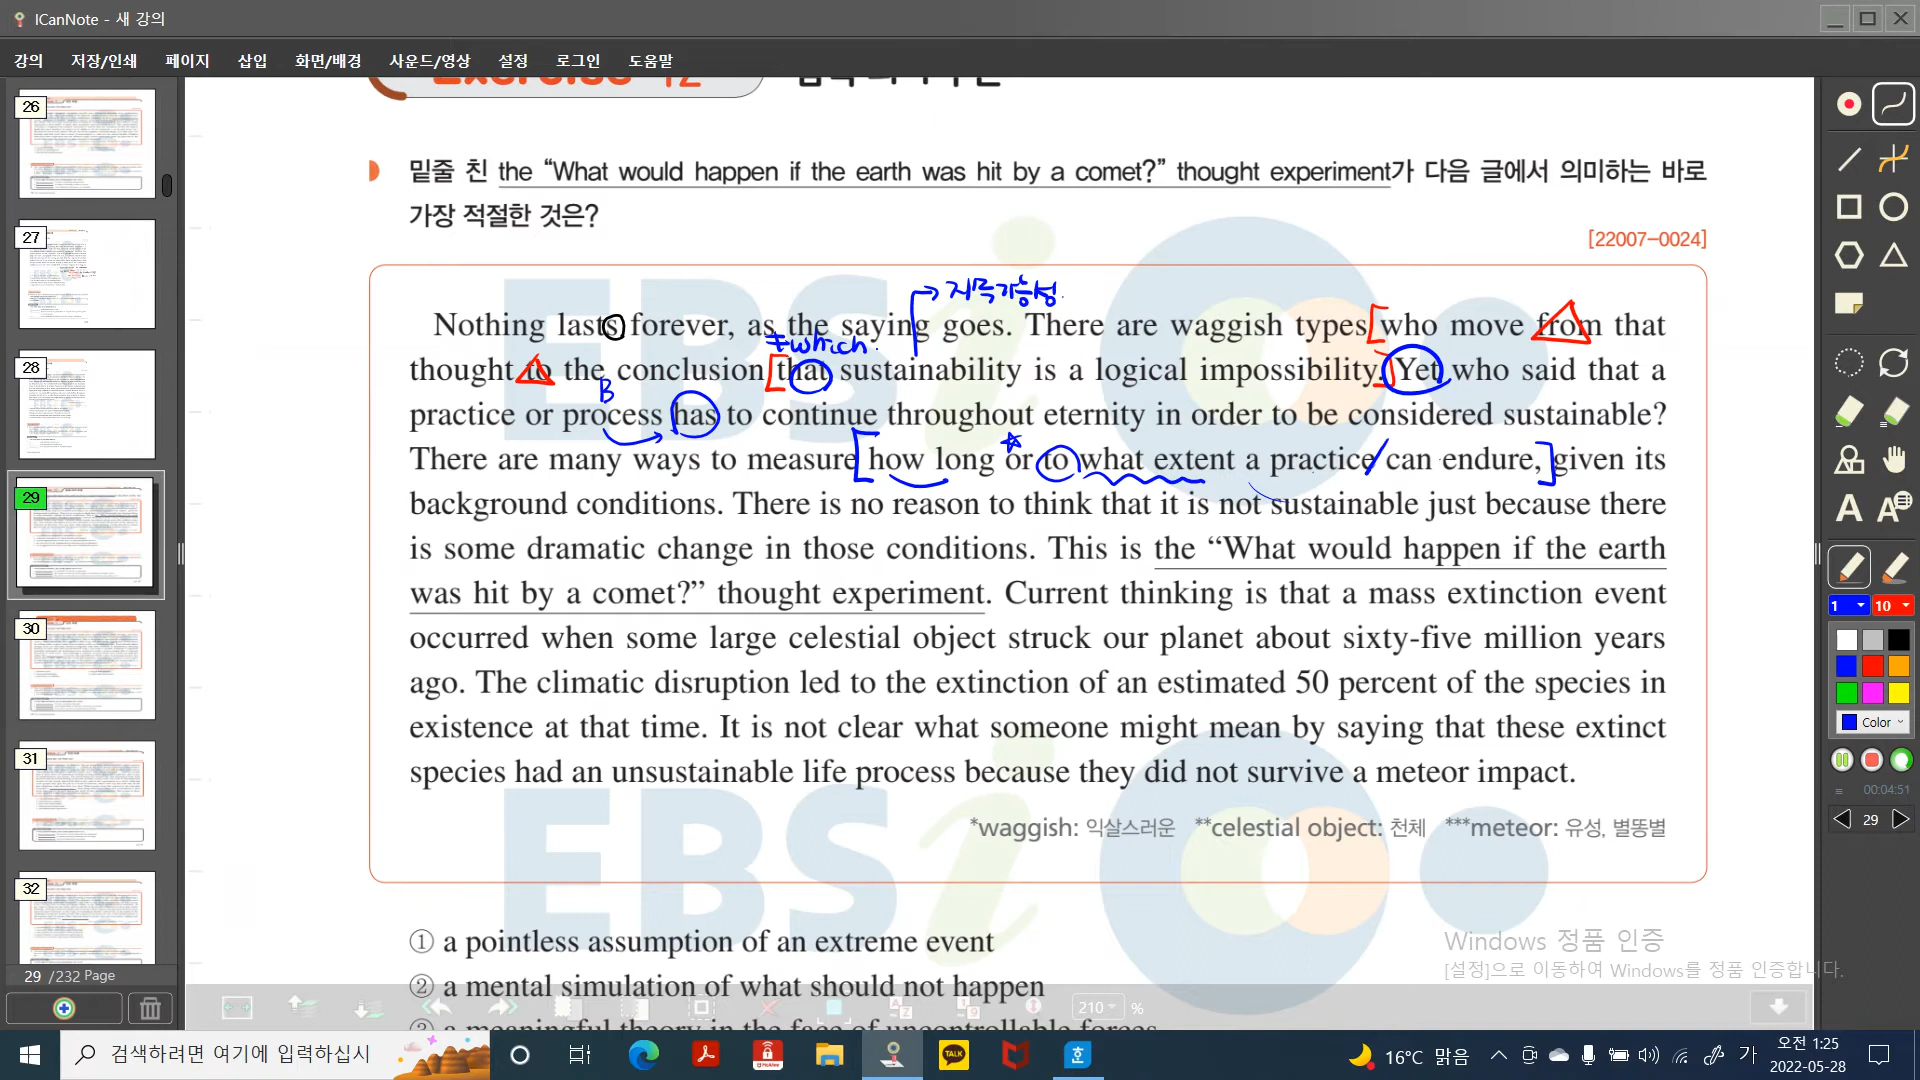 ICanNote - 새 강의
강의 저장/인쇄 페이지 삽입 화면/배경 사운드/영상 설정 로그인 도움말
26
27
28
29
30
31
32
29 /232 Page
밑줄 친 the “What would happen if the earth was hit by a comet?” thought experiment가 다음 글에서 의미하는 바로
가장 적절한 것은?
[22007-0024]
→ 지속가능성
Nothing lasts forever, as the saying goes. There are waggish types who move from that
≠which
thought to the conclusion that sustainability is a logical impossibility. Yet who said that a
B
practice or process has to continue throughout eternity in order to be considered sustainable?
There are many ways to measure how long or to what extent a practice can endure, given its
background conditions. There is no reason to think that it is not sustainable just because there
is some dramatic change in those conditions. This is the “What would happen if the earth
was hit by a comet?” thought experiment. Current thinking is that a mass extinction event
occurred when some large celestial object struck our planet about sixty-five million years
ago. The climatic disruption led to the extinction of an estimated 50 percent of the species in
existence at that time. It is not clear what someone might mean by saying that these extinct
species had an unsustainable life process because they did not survive a meteor impact.
*waggish: 익살스러운 **celestial object: 천체 ***meteor: 유성, 별똥별
EBSi
① a pointless assumption of an extreme event
② a mental simulation of what should not happen
Windows 정품 인증
[설정]으로 이동하여 Windows를 정품 인증합니다.
210 %
1 10
Color
00:04:51
29
검색하려면 여기에 입력하십시
TALK
16°C 맑음
가
오전 1:25
2022-05-28